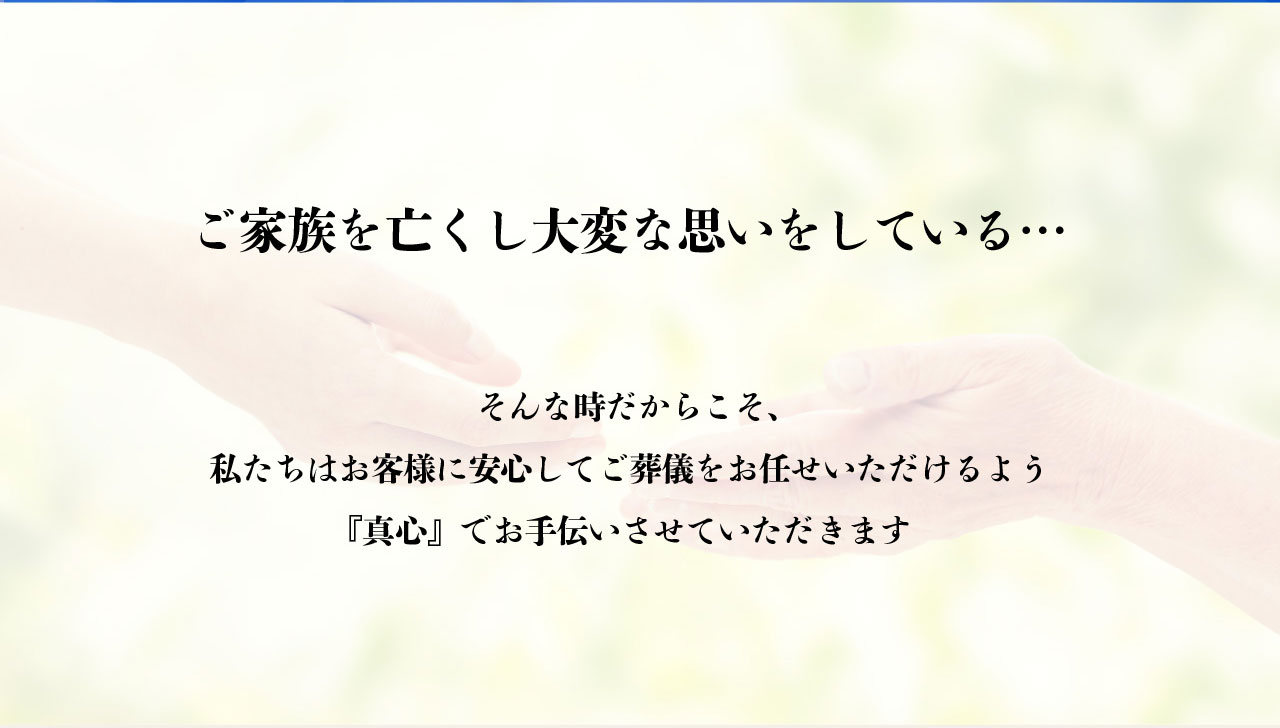 ご家族を亡くし大変な思いをしている…
そんな時だからこそ、
私たちはお客様に安心してご葬儀をお任せいただけるよう
『真心』でお手伝いさせていただきます